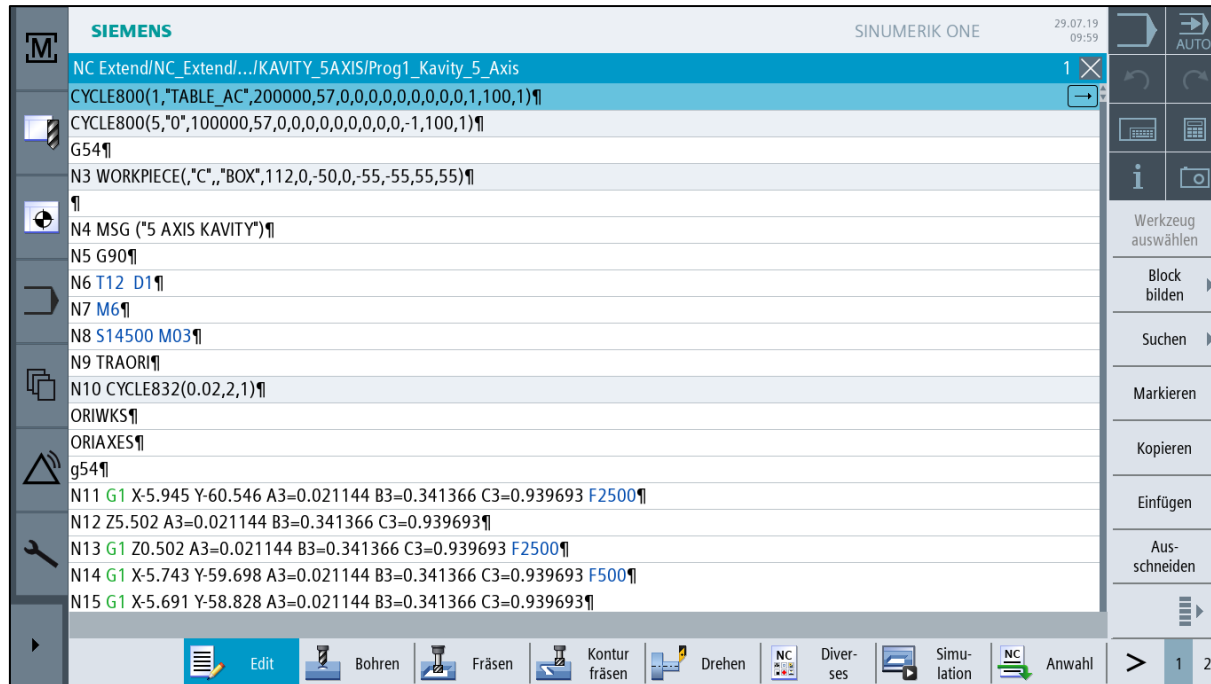 SIEMENS
SINUMERIK ONE
29.07.19
09:59
M
AUTO
NC Extend/NC_Extend/.../KAVITY_5AXIS/Prog1_Kavity_5_Axis
1
CYCLE800(1,"TABLE_AC",200000,57,0,0,0,0,0,0,0,0,0,1,100,1)¶
CYCLE800(5,"0",100000,57,0,0,0,0,0,0,0,0,0,-1,100,1)¶
G54¶
N3 WORKPIECE(,"C",,"BOX",112,0,-50,0,-55,-55,55,55)¶
¶
N4 MSG ("5 AXIS KAVITY")¶
N5 G90¶
N6 T12  D1¶
N7 M6¶
N8 S14500 M03¶
N9 TRAORI¶
N10 CYCLE832(0.02,2,1)¶
ORIWKS¶
ORIAXES¶
g54¶
N11 G1 X-5.945 Y-60.546 A3=0.021144 B3=0.341366 C3=0.939693 F2500¶
N12 Z5.502 A3=0.021144 B3=0.341366 C3=0.939693¶
N13 G1 Z0.502 A3=0.021144 B3=0.341366 C3=0.939693 F2500¶
N14 G1 X-5.743 Y-59.698 A3=0.021144 B3=0.341366 C3=0.939693 F500¶
N15 G1 X-5.691 Y-58.828 A3=0.021144 B3=0.341366 C3=0.939693¶
i
Werkzeug
auswählen
Block
bilden
Suchen
Markieren
Kopieren
Einfügen
Aus-
schneiden
Edit
Bohren
Fräsen
Kontur
fräsen
Drehen
NC
Diver-
ses
Simu-
lation
NC
Anwahl
>
1
2